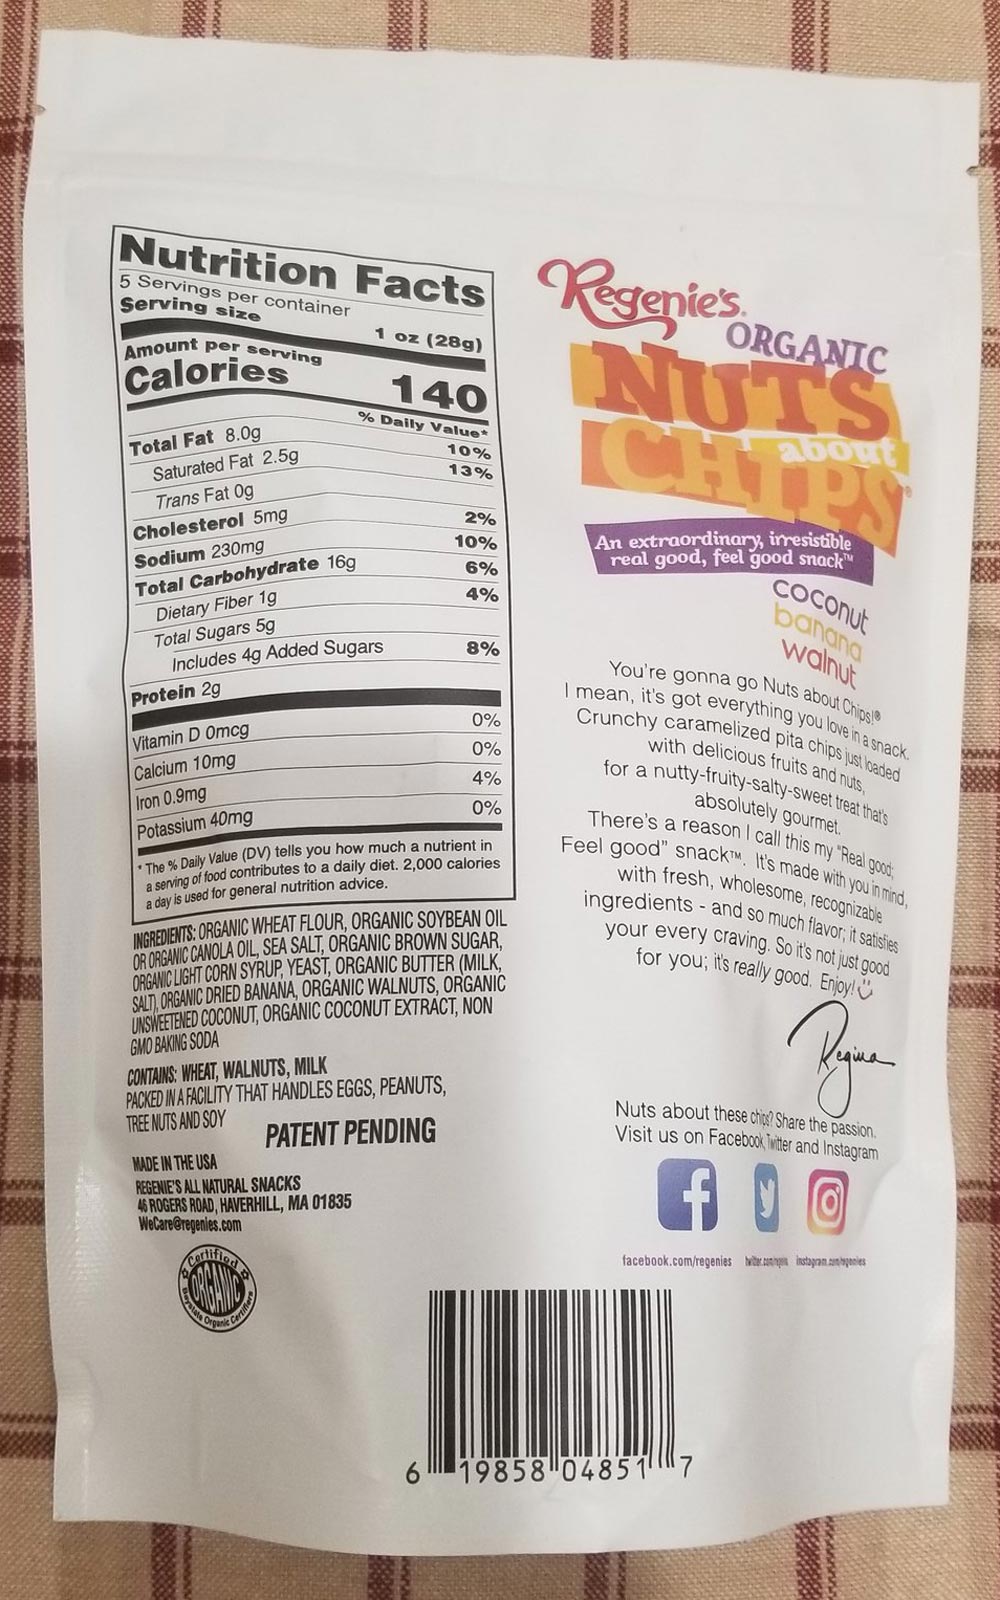 Nutrition Facts
5 Servings per container
Serving size 1 oz (28g)
Amount per serving
Calories 140
% Daily Value*
Total Fat 8.0g 10%
Saturated Fat 2.5g 13%
Trans Fat 0g
Cholesterol 5mg 2%
Sodium 230mg 10%
Total Carbohydrate 16g 6%
Dietary Fiber 1g 4%
Total Sugars 5g
Includes 4g Added Sugars 8%
Protein 2g
Vitamin D 0mcg 0%
Calcium 10mg 0%
Iron 0.9mg 4%
Potassium 40mg 0%
* The % Daily Value (DV) tells you how much a nutrient in
a serving of food contributes to a daily diet. 2,000 calories
a day is used for general nutrition advice.
INGREDIENTS: ORGANIC WHEAT FLOUR, ORGANIC SOYBEAN OIL
OR ORGANIC CANOLA OIL, SEA SALT, ORGANIC BROWN SUGAR,
ORGANIC LIGHT CORN SYRUP, YEAST, ORGANIC BUTTER (MILK,
SALT), ORGANIC DRIED BANANA, ORGANIC WALNUTS, ORGANIC
UNSWEETENED COCONUT, ORGANIC COCONUT EXTRACT, NON
GMO BAKING SODA
CONTAINS: WHEAT, WALNUTS, MILK
PACKED IN A FACILITY THAT HANDLES EGGS, PEANUTS,
TREE NUTS AND SOY
PATENT PENDING
MADE IN THE USA
REGENIE'S ALL NATURAL SNACKS
46 ROGERS ROAD, HAVERHILL, MA 01835
WeCare@regenies.com
Certified
ORGANIC
Baystate Organic Certifiers
Regenie's.
ORGANIC
NUTS
about
CHIPS®
An extraordinary, irresistible
real good, feel good snack™
coconut
banana
walnut
You're gonna go Nuts about Chips!®
I mean, it's got everything you love in a snack.
Crunchy caramelized pita chips just loaded
with delicious fruits and nuts,
for a nutty-fruity-salty-sweet treat that's
absolutely gourmet.
There's a reason I call this my "Real good;
Feel good" snack™. It's made with you in mind,
with fresh, wholesome, recognizable
ingredients - and so much flavor; it satisfies
your every craving. So it's not just good
for you; it's really good. Enjoy!
Regina
Nuts about these chips? Share the passion.
Visit us on Facebook, Twitter and Instagram
f
facebook.com/regenies twitter.com/regenies instagram.com/regenies
6 19858 04851 7